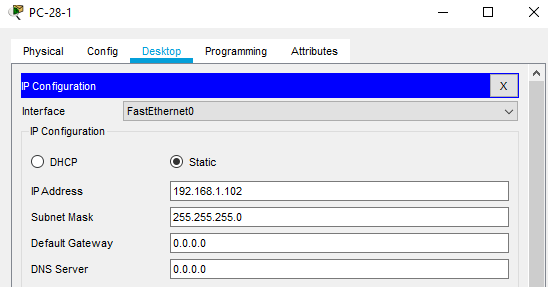 PC-28-1
Physical Config Desktop Programming Attributes
IP Configuration X
Interface FastEthernet0
IP Configuration
DHCP Static
IP Address 192.168.1.102
Subnet Mask 255.255.255.0
Default Gateway 0.0.0.0
DNS Server 0.0.0.0